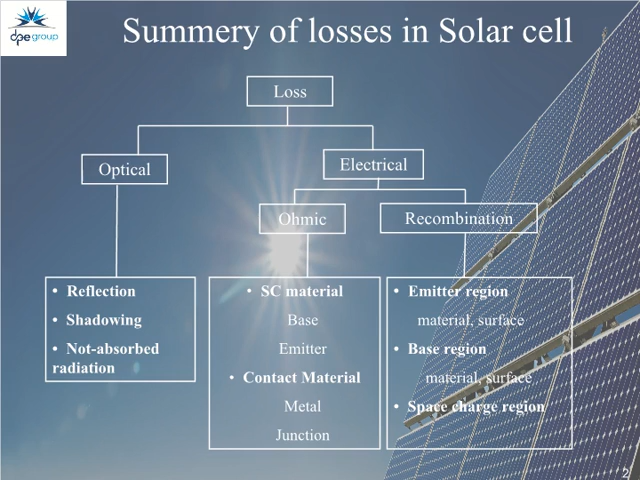 dpe group
Summery of losses in Solar cell
Loss
Optical
Electrical
Ohmic
Recombination
• Reflection
• Shadowing
• Not-absorbed
radiation
• SC material
Base
Emitter
• Contact Material
Metal
Junction
• Emitter region
material, surface
• Base region
material, surface
• Space charge region
2